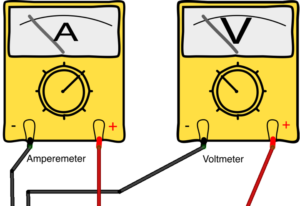 A V
- + - +
Amperemeter Voltmeter